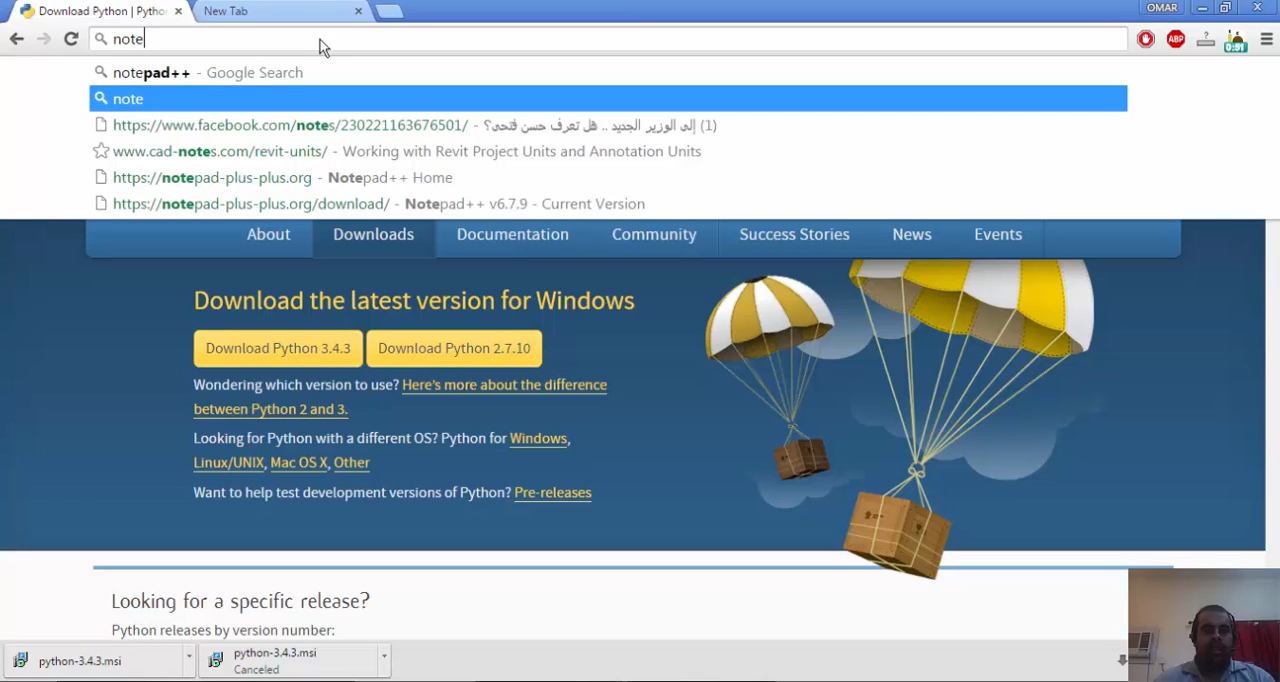 Download Python | Pytho
New Tab
OMAR
note
ABP
?
0:51
notepad++ - Google Search
note
https://www.facebook.com/notes/230221163676501/ - إلى الوزير الجديد .. هل تعرف حسن فتحى؟ (1)
www.cad-notes.com/revit-units/ - Working with Revit Project Units and Annotation Units
https://notepad-plus-plus.org - Notepad++ Home
https://notepad-plus-plus.org/download/ - Notepad++ v6.7.9 - Current Version
About
Downloads
Documentation
Community
Success Stories
News
Events
Download the latest version for Windows
Download Python 3.4.3
Download Python 2.7.10
Wondering which version to use? Here's more about the difference
between Python 2 and 3.
Looking for Python with a different OS? Python for Windows,
Linux/UNIX, Mac OS X, Other
Want to help test development versions of Python? Pre-releases
Looking for a specific release?
Python releases by version number:
python-3.4.3.msi
python-3.4.3.msi
Canceled